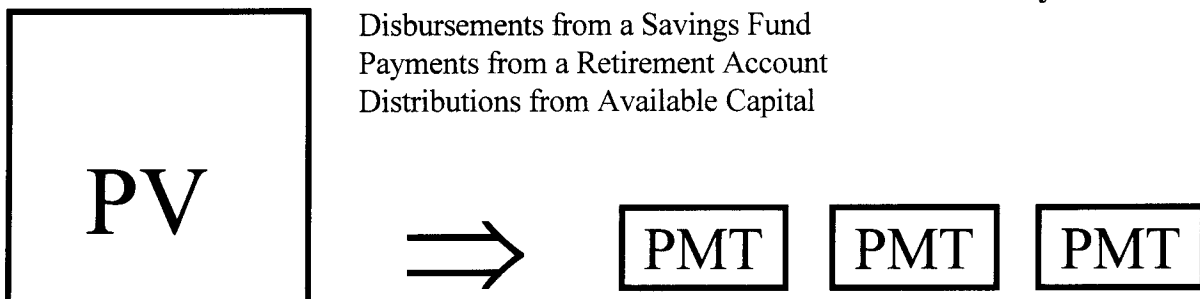 Disbursements from a Savings Fund
Payments from a Retirement Account
Distributions from Available Capital
PV
PMT PMT PMT